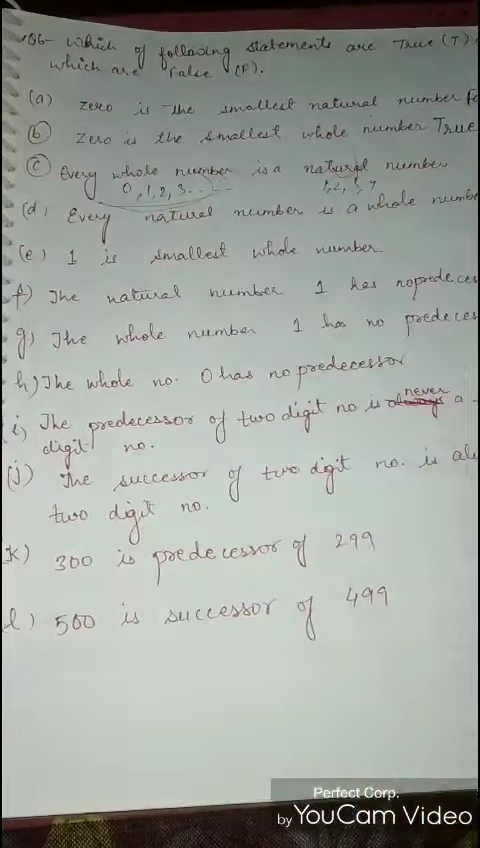 Q6- Which of following statements are True (T)
which are False (F).
(a) zero is the smallest natural number
(b) zero is the smallest whole number True
(c) Every whole number is a natural number
0, 1, 2, 3.. 1, 2, 3, 7
(d) Every natural number is a whole
(e) 1 is smallest whole number
f) The natural number 1 has no
g) The whole number 1 has no
h) The whole no. 0 has no predecessor
never
i) The predecessor of two digit no is always a
digit no.
(j) The successor of two digit no. is
two digit no.
k) 300 is predecessor of 299
l) 500 is successor of 499
Perfect Corp.
by YouCam Video